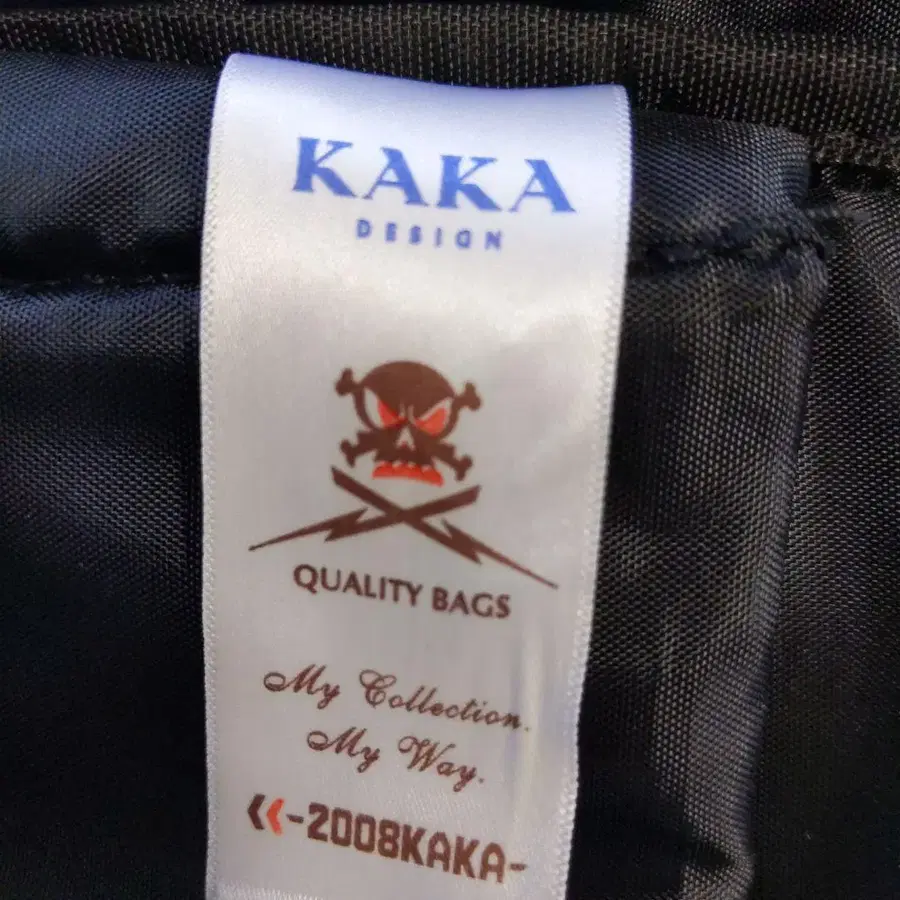 KAKA
DESIGN
QUALITY BAGS
My Collection.
My Way.
-2008KAKA-